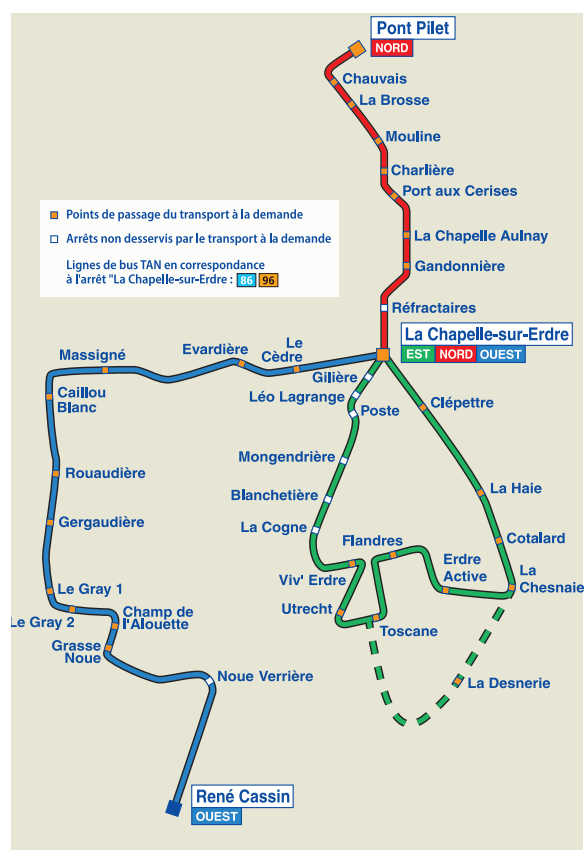 Pont Pilet
NORD
Chauvais
La Brosse
Mouline
Charlière
Port aux Cerises
Points de passage du transport à la demande
Arrêts non desservis par le transport à la demande
Lignes de bus TAN en correspondance
à l'arrêt "La Chapelle-sur-Erdre : 86 96
La Chapelle Aulnay
Gandonnière
Réfractaires
La Chapelle-sur-Erdre
EST NORD OUEST
Le
Cèdre
Evardière
Massigné
Gilière
Léo Lagrange
Poste
Clépettre
Caillou
Blanc
Mongendrière
Rouaudière
Blanchetière
La Haie
Gergaudière
La Cogne
Flandres
Cotalard
Erdre
Active
La
Chesnaie
Viv' Erdre
Le Gray 1
Utrecht
Champ de
l'Alouette
Le Gray 2
Toscane
Grasse
Noue
Noue Verrière
La Desnerie
René Cassin
OUEST